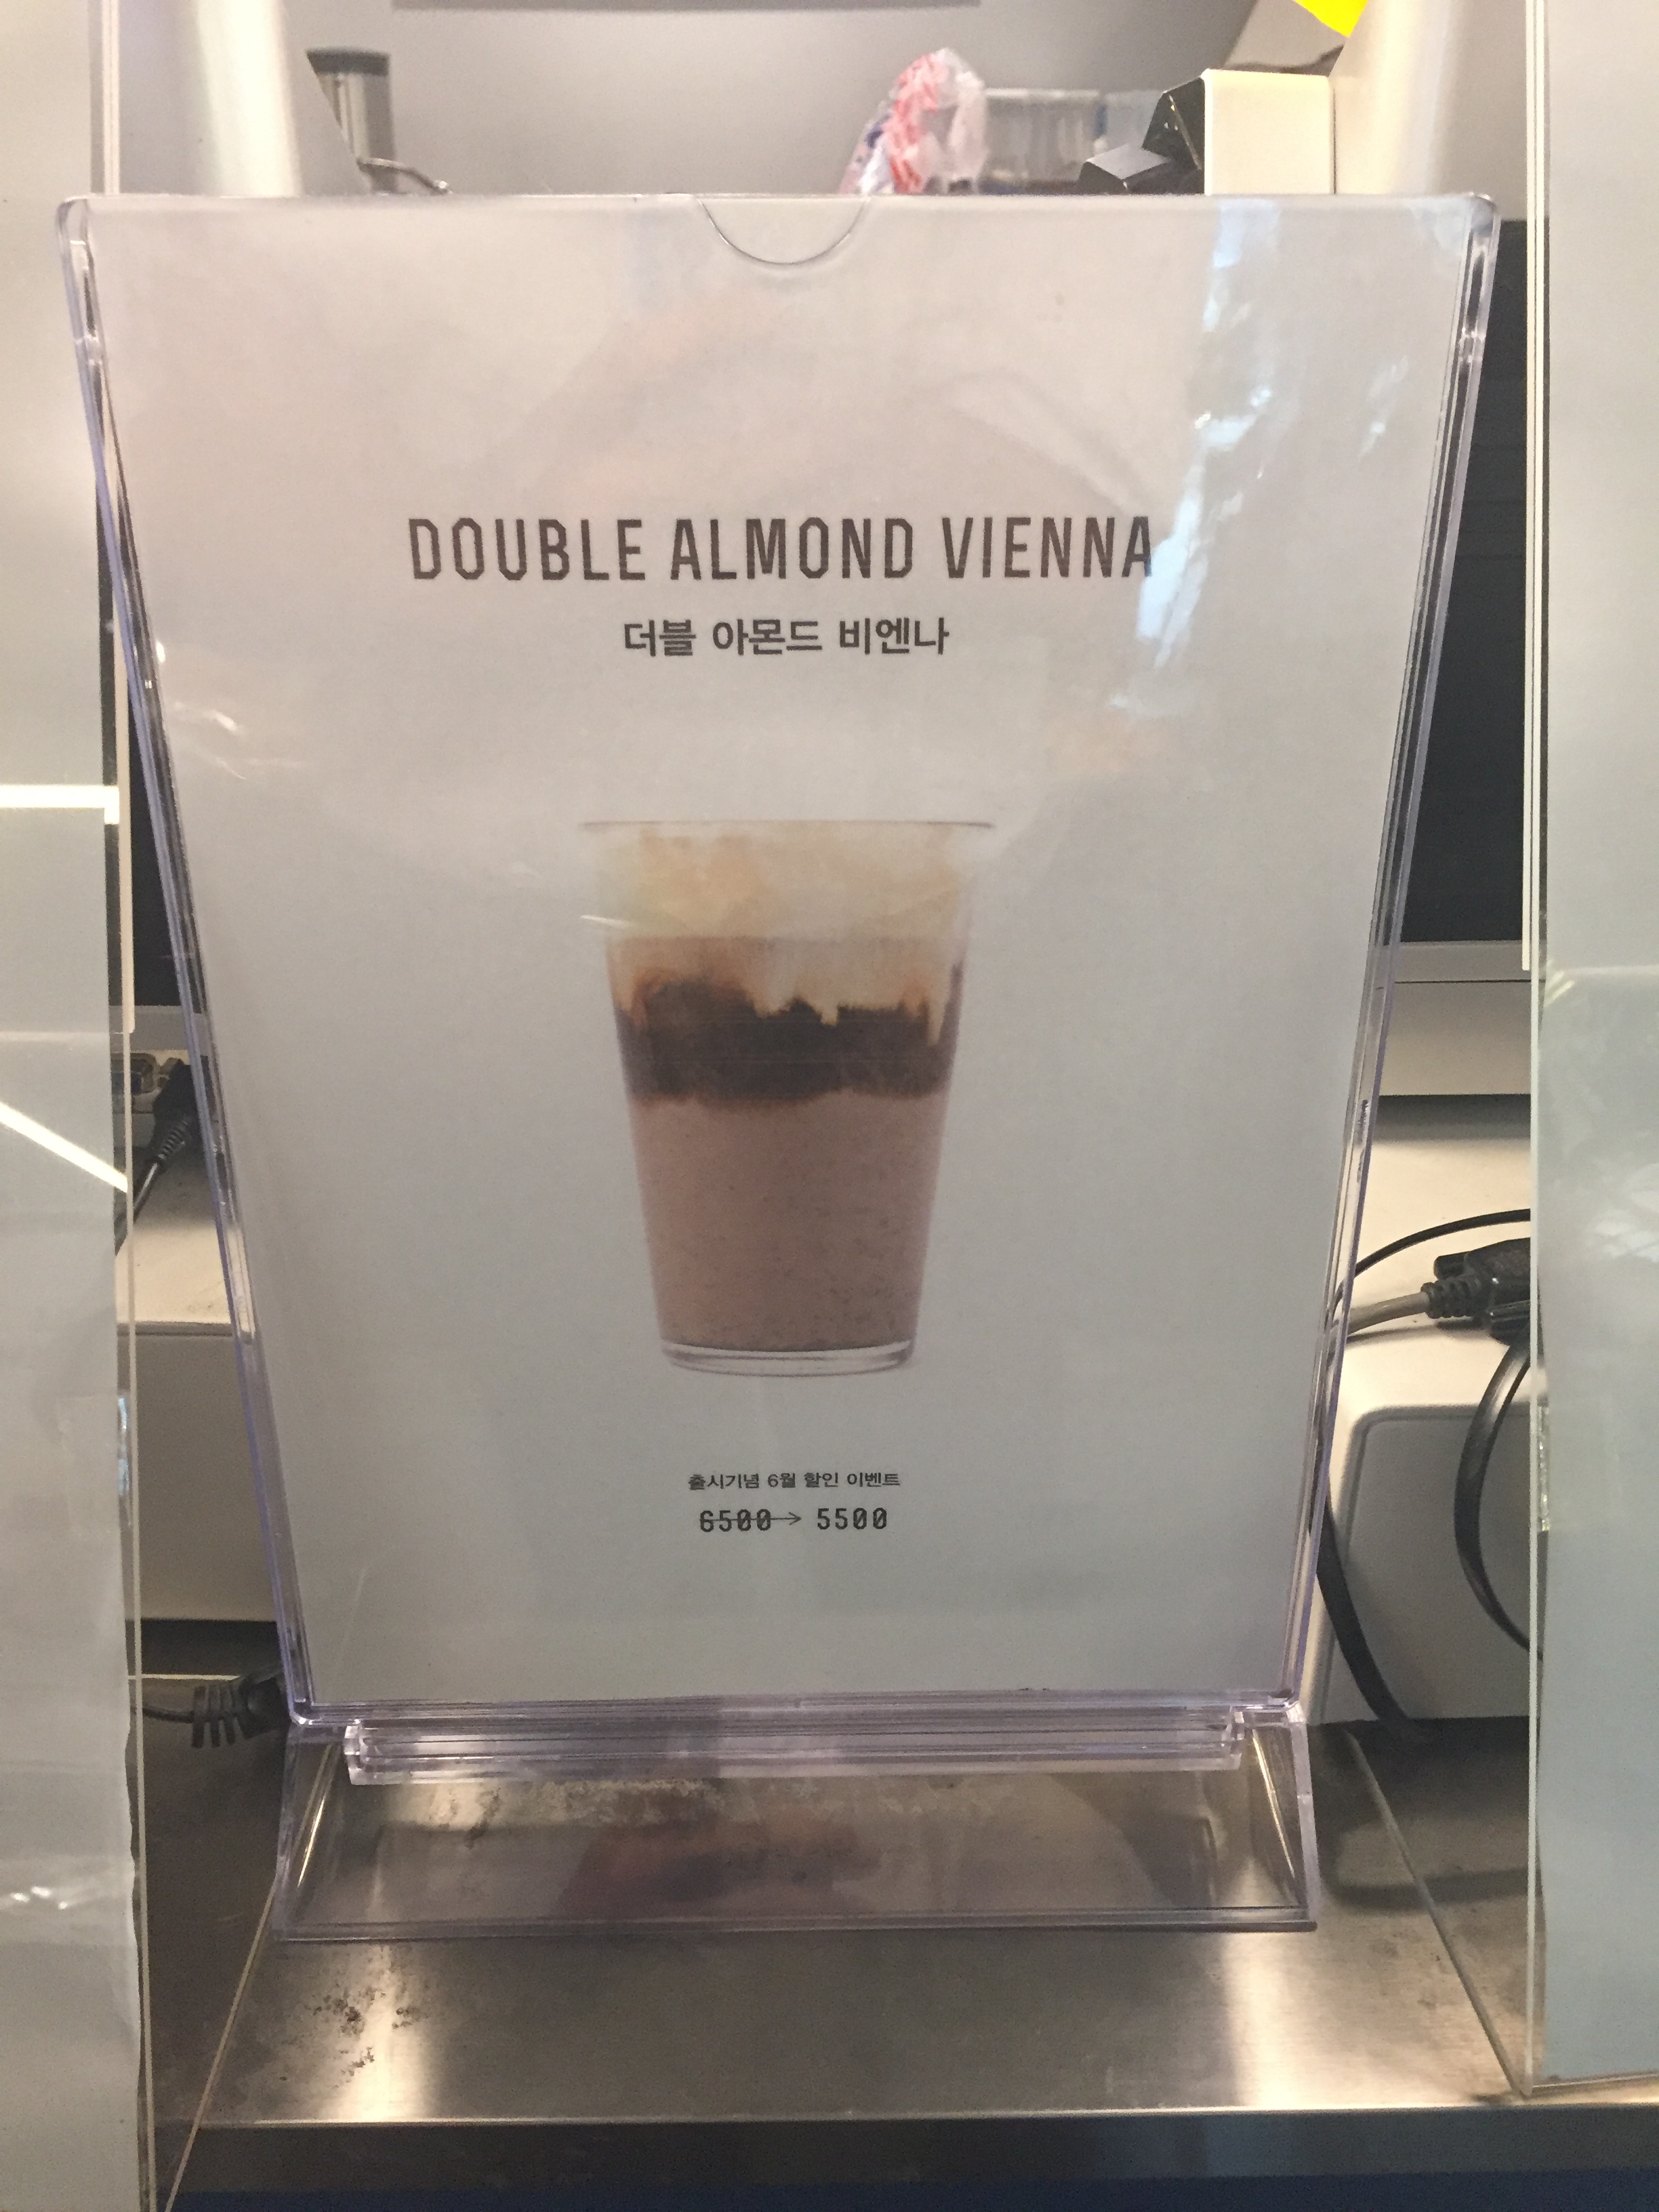 DOUBLE ALMOND VIENNA
더블 아몬드 비엔나
출시기념 6월 할인 이벤트
6500→ 5500